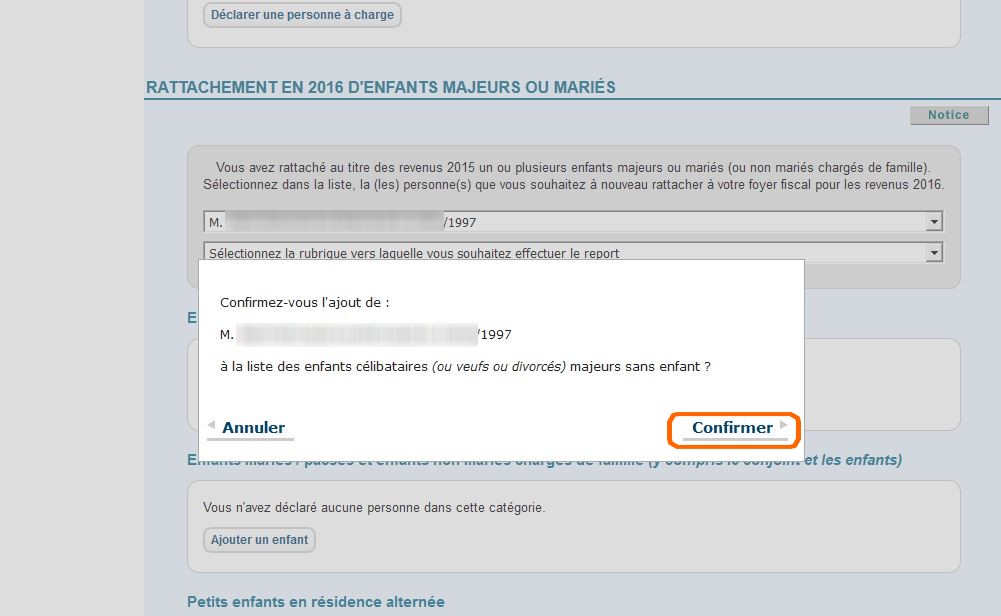 Déclarer une personne à charge
RATTACHEMENT EN 2016 D'ENFANTS MAJEURS OU MARIÉS
Notice
Vous avez rattaché au titre des revenus 2015 un ou plusieurs enfants majeurs ou mariés (ou non mariés chargés de famille).
Sélectionnez dans la liste, la (les) personne(s) que vous souhaitez à nouveau rattacher à votre foyer fiscal pour les revenus 2016.
M. /1997
Sélectionnez la rubrique vers laquelle vous souhaitez effectuer le report
E
Confirmez-vous l'ajout de :
M. /1997
à la liste des enfants célibataires (ou veufs ou divorcés) majeurs sans enfant ?
Annuler
Confirmer
Enfants mariés / pacsés et enfants non mariés chargés de famille (y compris le conjoint et les enfants)
Vous n'avez déclaré aucune personne dans cette catégorie.
Ajouter un enfant
Petits enfants en résidence alternée